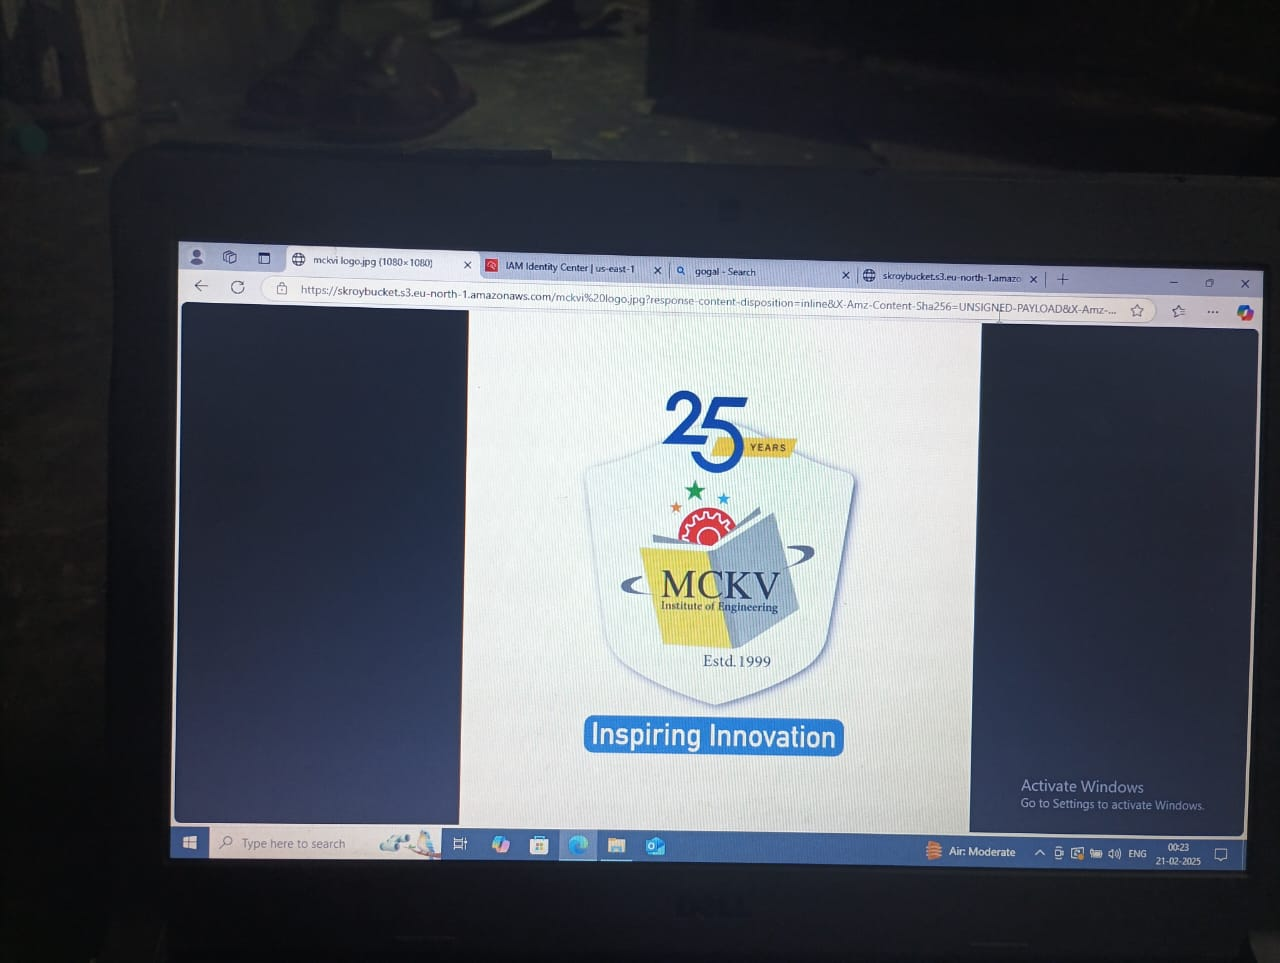 mckvi logo.jpg (1080×1080)
IAM Identity Center | us-east-1
gogal - Search
skroybucket.s3.eu-north-1.amazo
https://skroybucket.s3.eu-north-1.amazonaws.com/mckvi%20logo.jpg?response-content-disposition=inline&X-Amz-Content-Sha256=UNSIGNED-PAYLOAD&X-Amz-...
25
YEARS
MCKV
Institute of Engineering
Estd. 1999
Inspiring Innovation
Activate Windows
Go to Settings to activate Windows.
Type here to search
Air: Moderate
ENG
00:23
21-02-2025
DELL